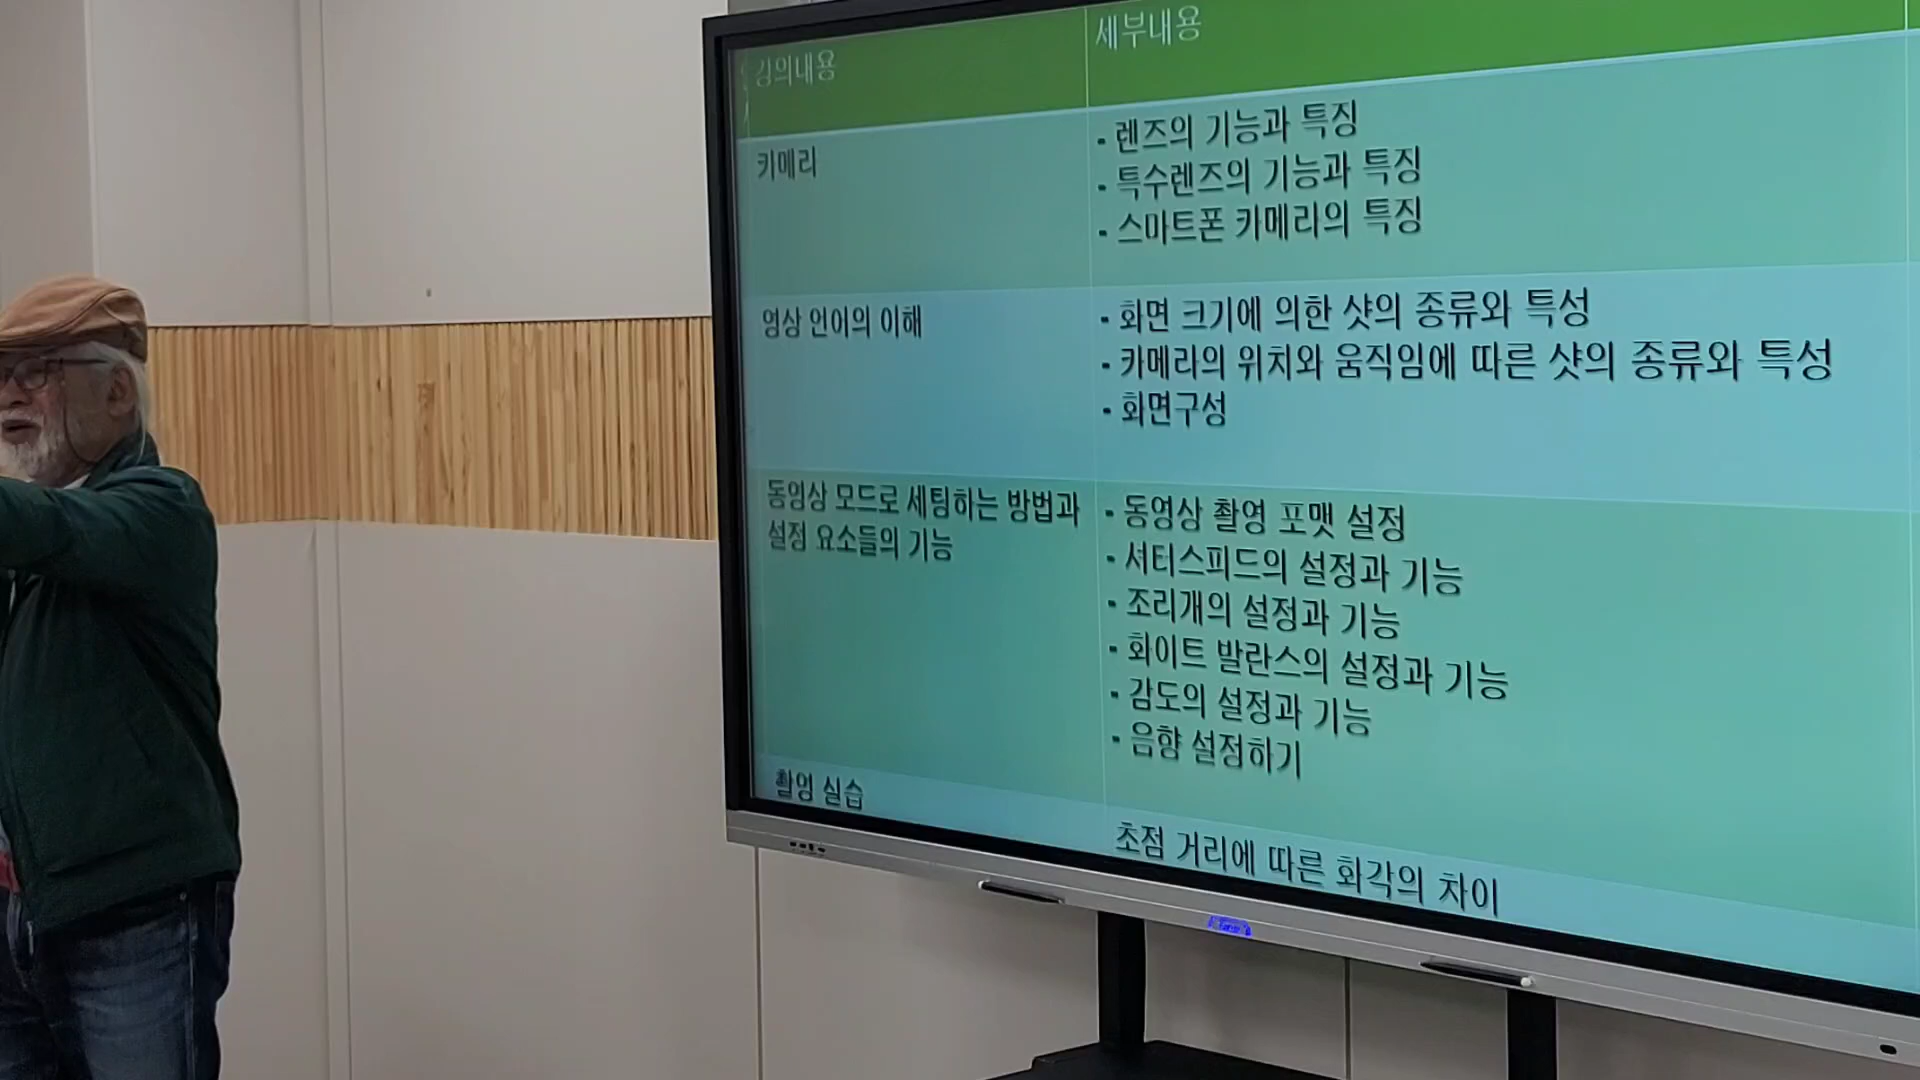 강의내용
세부내용
카메라
- 렌즈의 기능과 특징
- 특수렌즈의 기능과 특징
- 스마트폰 카메라의 특징
영상 언어의 이해
- 화면 크기에 의한 샷의 종류와 특성
- 카메라의 위치와 움직임에 따른 샷의 종류와 특성
- 화면구성
동영상 모드로 세팅하는 방법과
설정 요소들의 기능
- 동영상 촬영 포맷 설정
- 셔터스피드의 설정과 기능
- 조리개의 설정과 기능
- 화이트 발란스의 설정과 기능
- 감도의 설정과 기능
- 음향 설정하기
촬영 실습
초점 거리에 따른 화각의 차이